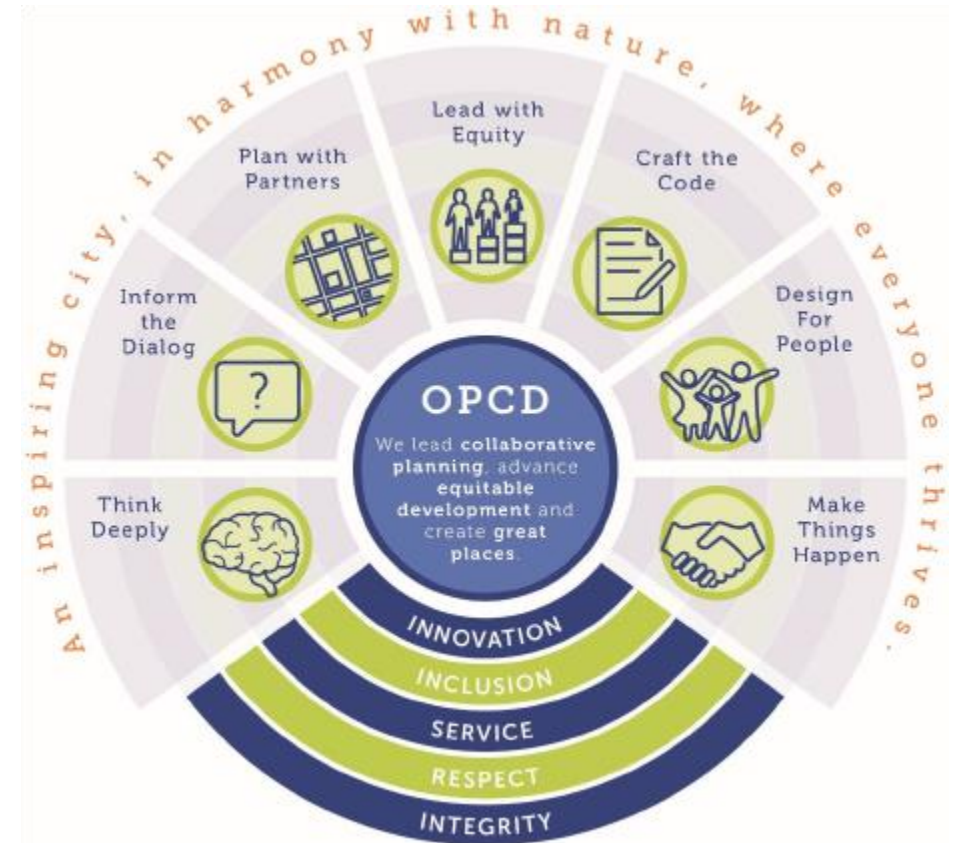 An inspiring city, in harmony with nature, where everyone thrives.
Think
Deeply
Inform
the
Dialog
?
Plan with
Partners
Lead with
Equity
Craft the
Code
Design
For
People
Make
Things
Happen
OPCD
We lead collaborative
planning, advance
equitable
development and
create great
places.
INNOVATION
INCLUSION
SERVICE
RESPECT
INTEGRITY